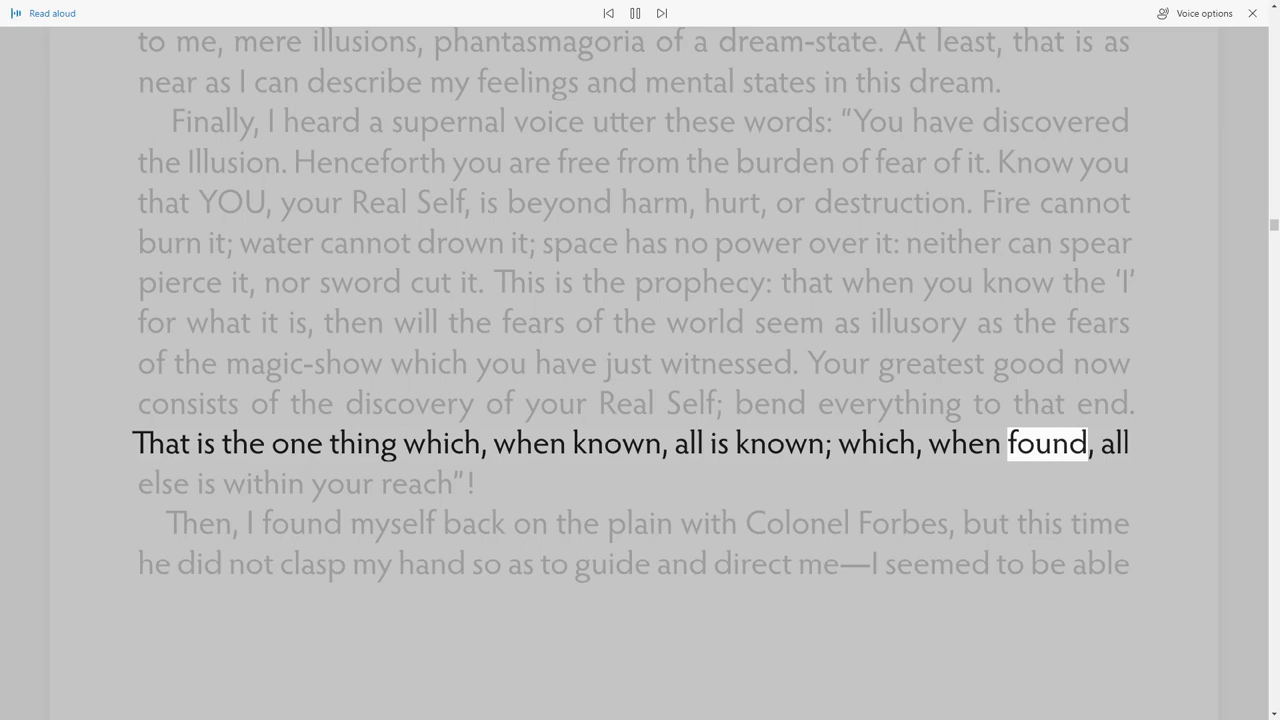 Read aloud
Voice options
to me, mere illusions, phantasmagoria of a dream-state. At least, that is as
near as I can describe my feelings and mental states in this dream.
Finally, I heard a supernal voice utter these words: “You have discovered
the Illusion. Henceforth you are free from the burden of fear of it. Know you
that YOU, your Real Self, is beyond harm, hurt, or destruction. Fire cannot
burn it; water cannot drown it; space has no power over it: neither can spear
pierce it, nor sword cut it. This is the prophecy: that when you know the ‘I’
for what it is, then will the fears of the world seem as illusory as the fears
of the magic-show which you have just witnessed. Your greatest good now
consists of the discovery of your Real Self; bend everything to that end.
That is the one thing which, when known, all is known; which, when found, all
else is within your reach”!
Then, I found myself back on the plain with Colonel Forbes, but this time
he did not clasp my hand so as to guide and direct me—I seemed to be able